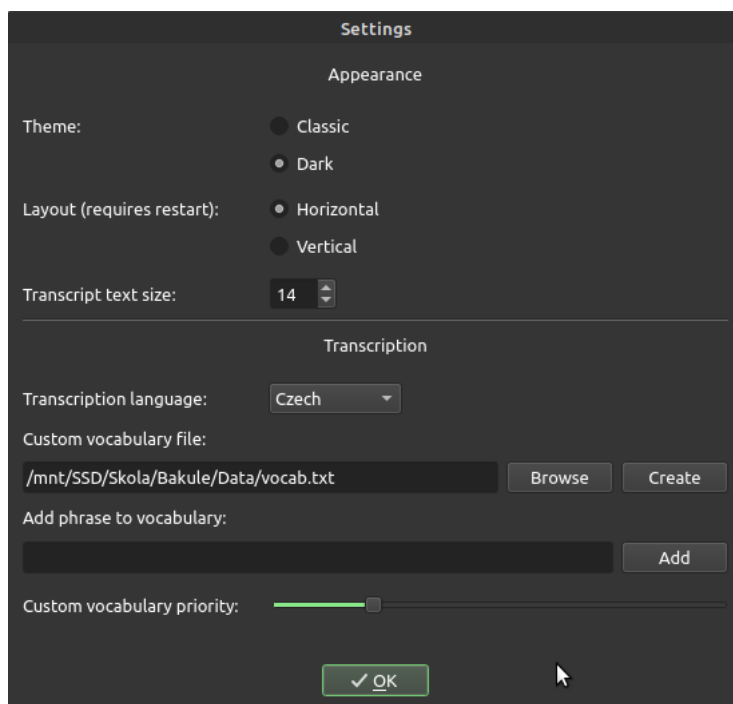 Settings
Appearance
Theme:
Classic
Dark
Layout (requires restart):
Horizontal
Vertical
Transcript text size:
14
Transcription
Transcription language:
Czech
Custom vocabulary file:
/mnt/SSD/Skola/Bakule/Data/vocab.txt
Browse
Create
Add phrase to vocabulary:
Add
Custom vocabulary priority:
OK